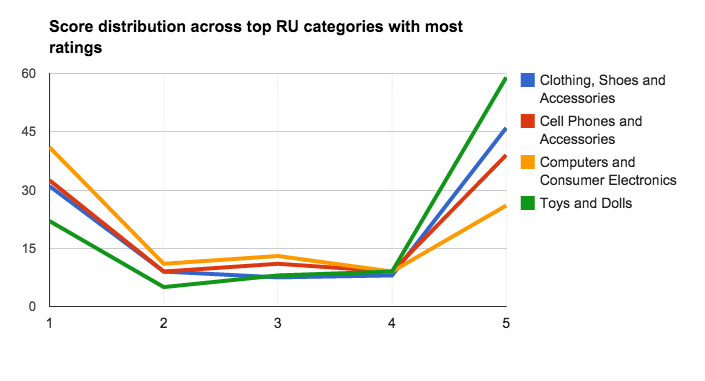 Score distribution across top RU categories with most
ratings
60
45
30
15
0
1 2 3 4 5
Clothing, Shoes and
Accessories
Cell Phones and
Accessories
Computers and
Consumer Electronics
Toys and Dolls